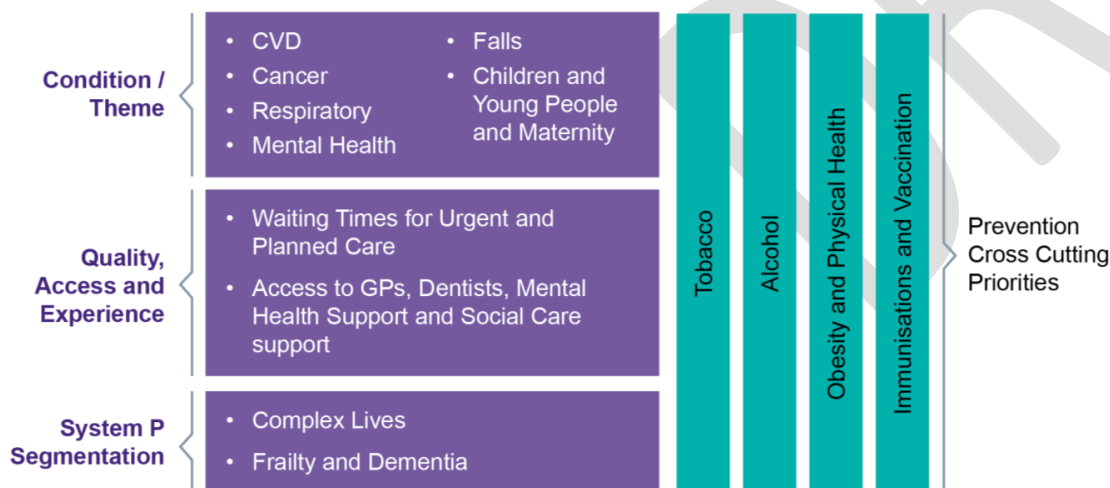 Condition /
Theme
• CVD
• Cancer
• Respiratory
• Mental Health
• Falls
• Children and
Young People
and Maternity
Quality,
Access and
Experience
• Waiting Times for Urgent and
Planned Care
• Access to GPs, Dentists, Mental
Health Support and Social Care
support
System P
Segmentation
• Complex Lives
• Frailty and Dementia
Tobacco
Alcohol
Obesity and Physical Health
Immunisations and Vaccination
Prevention
Cross Cutting
Priorities